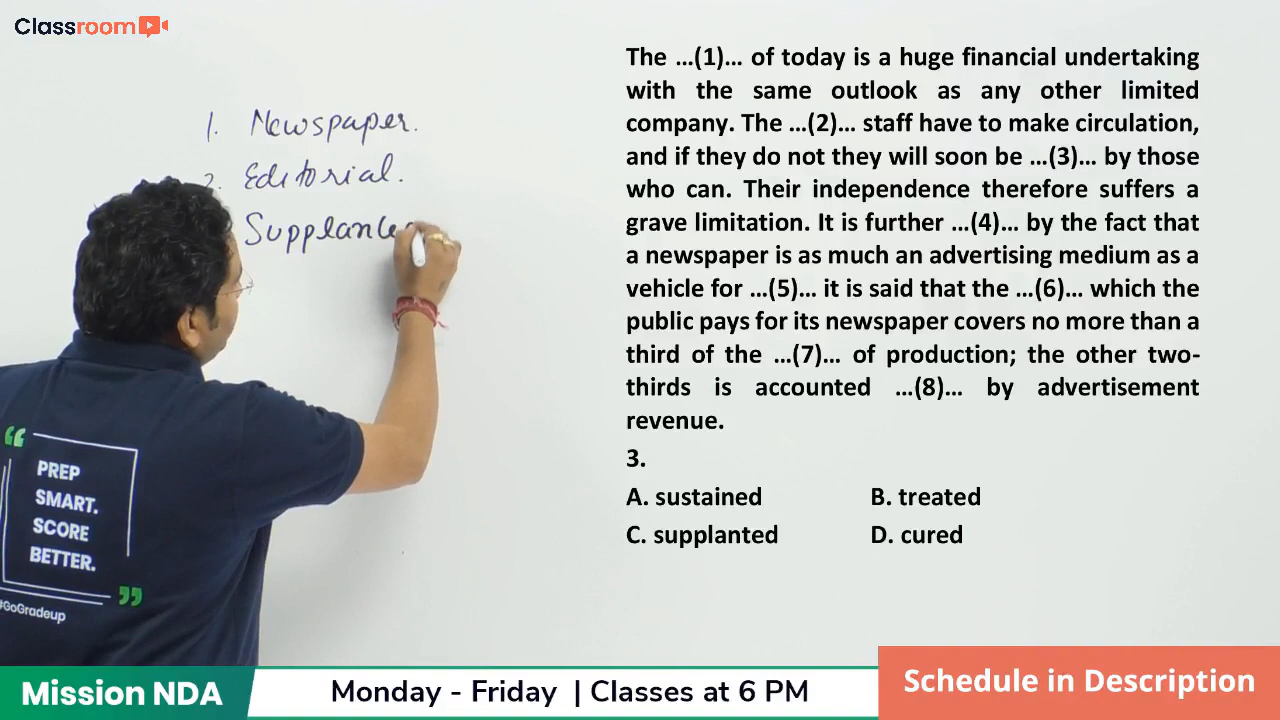 Classroom
1. Newspaper.
2. Editorial.
Supplante
The ...(1)... of today is a huge financial undertaking
with the same outlook as any other limited
company. The ...(2)... staff have to make circulation,
and if they do not they will soon be ...(3)... by those
who can. Their independence therefore suffers a
grave limitation. It is further ...(4)... by the fact that
a newspaper is as much an advertising medium as a
vehicle for ...(5)... it is said that the ...(6)... which the
public pays for its newspaper covers no more than a
third of the ...(7)... of production; the other two-
thirds is accounted ...(8)... by advertisement
revenue.
3.
A. sustained B. treated
C. supplanted D. cured
“
PREP
SMART.
SCORE
BETTER.
”
#GoGradeup
Mission NDA
Monday - Friday | Classes at 6 PM
Schedule in Description